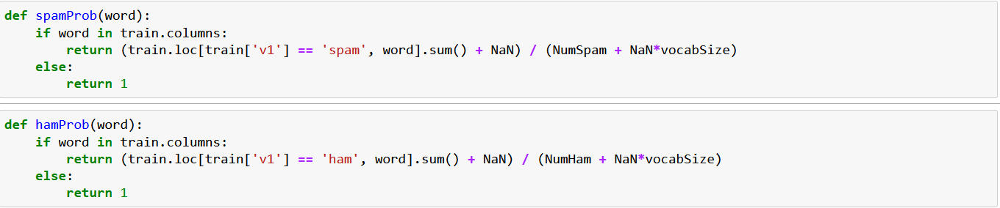 def spamProb(word):
    if word in train.columns:
        return (train.loc[train['v1'] == 'spam', word].sum() + NaN) / (NumSpam + NaN*vocabSize)
    else:
        return 1
def hamProb(word):
    if word in train.columns:
        return (train.loc[train['v1'] == 'ham', word].sum() + NaN) / (NumHam + NaN*vocabSize)
    else:
        return 1